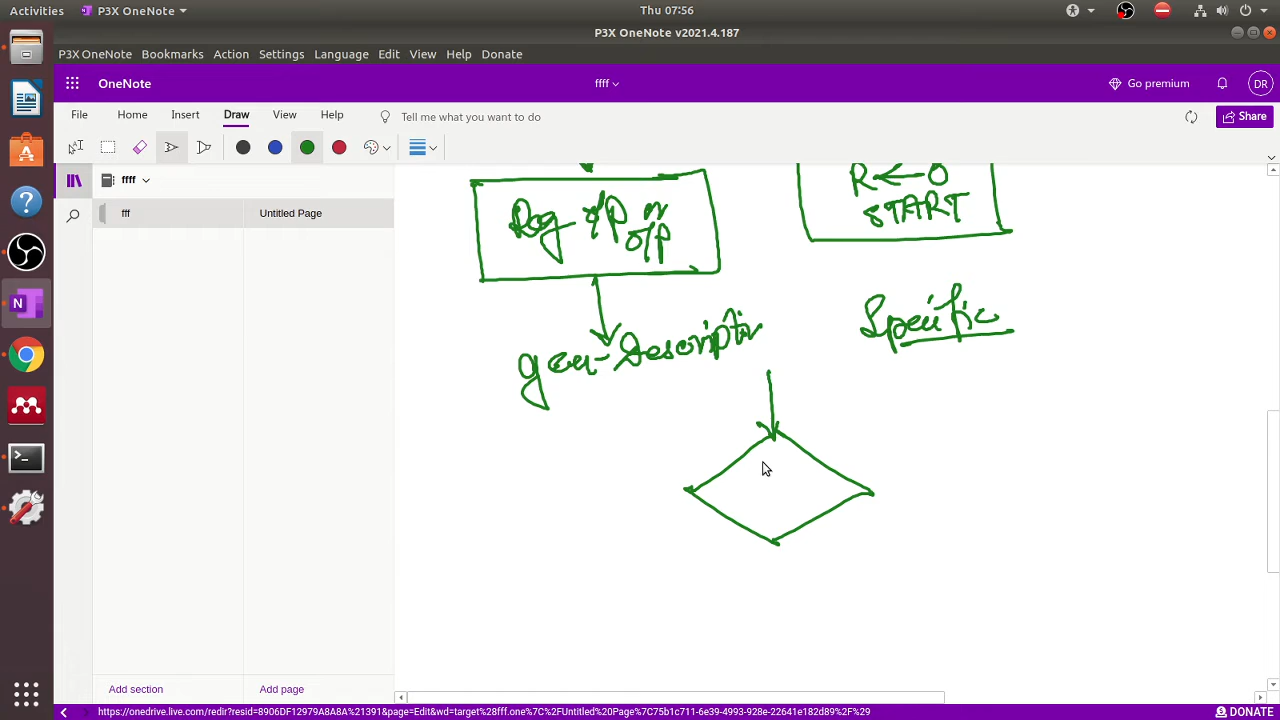 Activities
P3X OneNote
Thu 07:56
P3X OneNote v2021.4.187
P3X OneNote Bookmarks Action Settings Language Edit View Help Donate
OneNote
ffff
Go premium
DR
File Home Insert Draw View Help
Tell me what you want to do
Share
ffff
fff
Untitled Page
R ← 0
START
Reg
O/P
Specific
gen-Descriptn
Add section
Add page
https://onedrive.live.com/redir?resid=8906DF12979A8A8A%21391&page=Edit&wd=target%28fff.one%7C%2FUntitled%20Page%7C75b1c711-6e39-4993-928e-22641e182d89%2F%29
DONATE